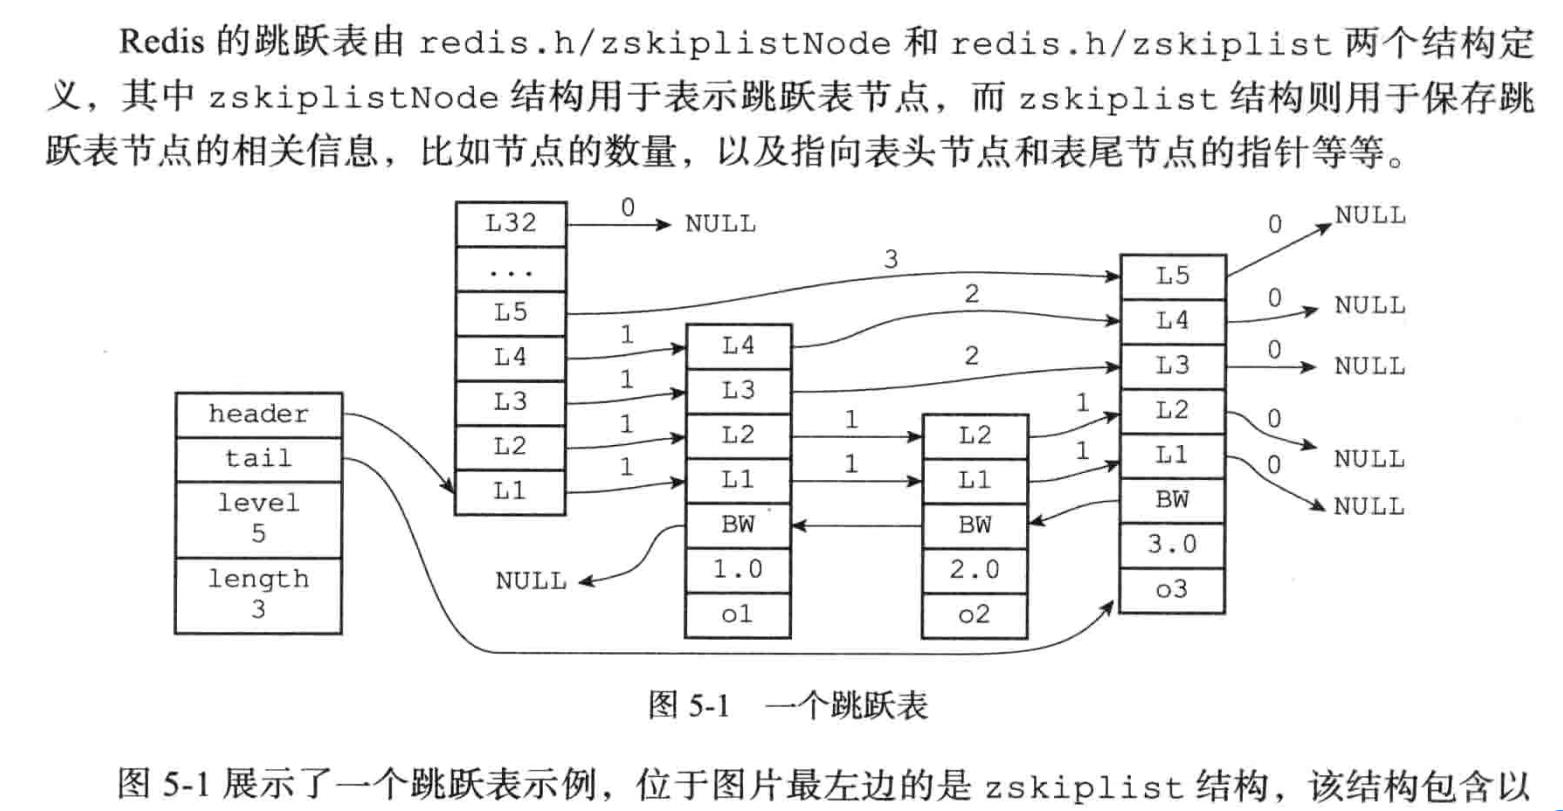 Redis 的跳跃表由 redis.h/zskiplistNode 和 redis.h/zskiplist 两个结构定
义，其中 zskiplistNode 结构用于表示跳跃表节点，而 zskiplist 结构则用于保存跳
跃表节点的相关信息，比如节点的数量，以及指向表头节点和表尾节点的指针等等。
header
tail
level
5
length
3
L32
...
L5
L4
L3
L2
L1
0
NULL
3
1
1
1
1
L4
L3
L2
L1
BW
1.0
o1
NULL
2
2
1
1
L2
L1
BW
2.0
o2
1
1
L5
L4
L3
L2
L1
BW
3.0
o3
0
NULL
0
NULL
0
NULL
0
NULL
0
NULL
图 5-1 一个跳跃表
图 5-1 展示了一个跳跃表示例，位于图片最左边的是 zskiplist 结构，该结构包含以